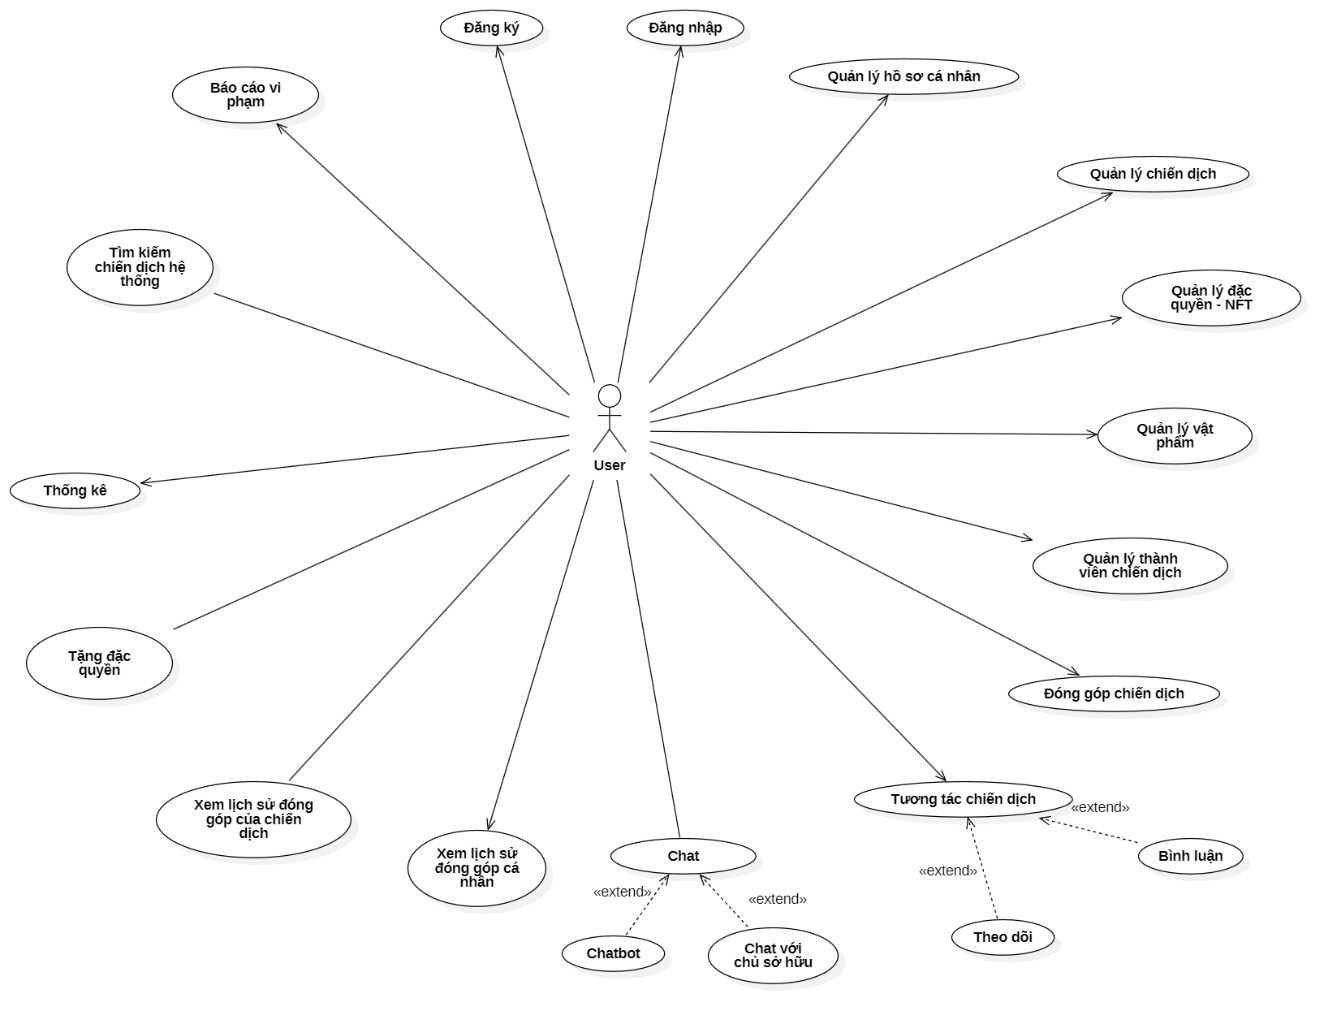 Đăng ký
Đăng nhập
Quản lý hồ sơ cá nhân
Báo cáo vi
phạm
Quản lý chiến dịch
Tìm kiếm
chiến dịch hệ
thống
Quản lý đặc
quyền - NFT
Quản lý vật
phẩm
User
Thống kê
Quản lý thành
viên chiến dịch
Tặng đặc
quyền
Đóng góp chiến dịch
Xem lịch sử đóng
góp của chiến
dịch
Tương tác chiến dịch
«extend»
Xem lịch sử
đóng góp cá
nhân
Chat
Bình luận
«extend»
«extend»
«extend»
Theo dõi
Chatbot
Chat với
chủ sở hữu